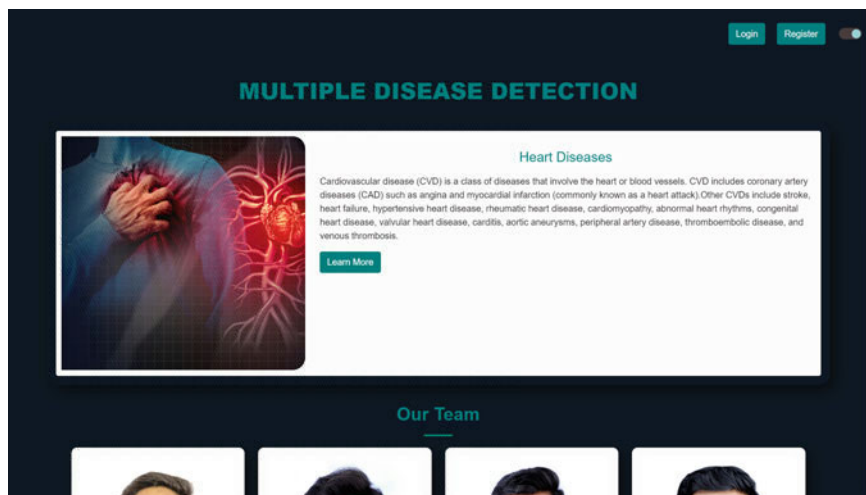 Login Register
MULTIPLE DISEASE DETECTION
Heart Diseases
Cardiovascular disease (CVD) is a class of diseases that involve the heart or blood vessels. CVD includes coronary artery
diseases (CAD) such as angina and myocardial infarction (commonly known as a heart attack).Other CVDs include stroke,
heart failure, hypertensive heart disease, rheumatic heart disease, cardiomyopathy, abnormal heart rhythms, congenital
heart disease, valvular heart disease, carditis, aortic aneurysms, peripheral artery disease, thromboembolic disease, and
venous thrombosis.
Learn More
Our Team